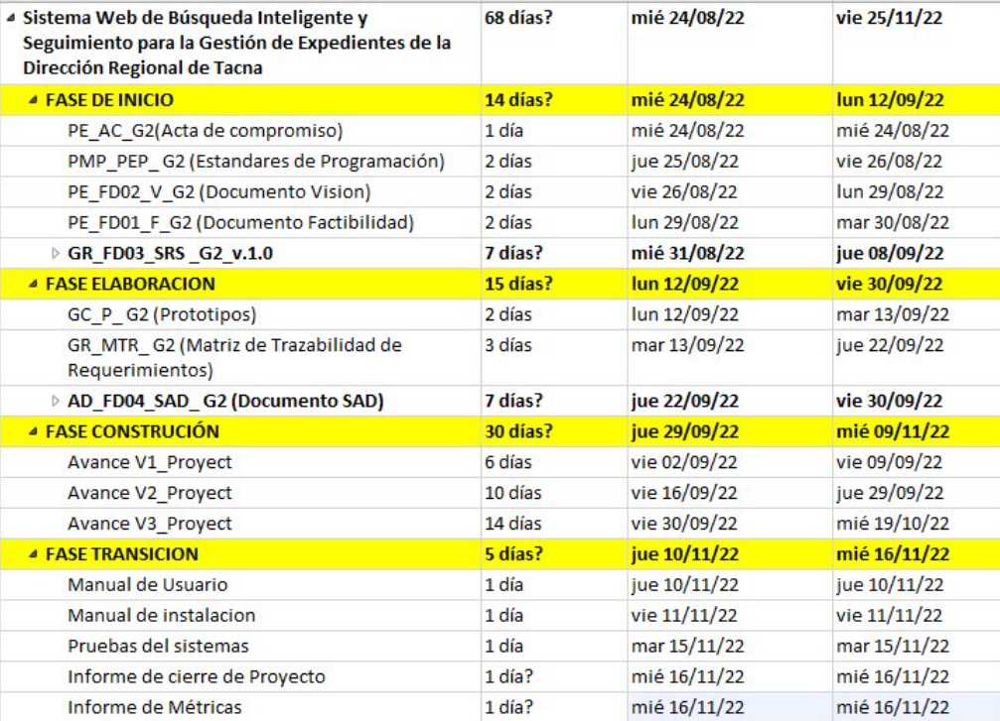 Sistema Web de Búsqueda Inteligente y 68 días? mié 24/08/22 vie 25/11/22
Seguimiento para la Gestión de Expedientes de la
Dirección Regional de Tacna
FASE DE INICIO 14 días? mié 24/08/22 lun 12/09/22
PE_AC_G2(Acta de compromiso) 1 día mié 24/08/22 mié 24/08/22
PMP_PEP_ G2 (Estandares de Programación) 2 días jue 25/08/22 vie 26/08/22
PE_FD02_V_G2 (Documento Vision) 2 días vie 26/08/22 lun 29/08/22
PE_FD01_F_G2 (Documento Factibilidad) 2 días lun 29/08/22 mar 30/08/22
GR_FD03_SRS _G2_v.1.0 7 días? mié 31/08/22 jue 08/09/22
FASE ELABORACION 15 días? lun 12/09/22 vie 30/09/22
GC_P_ G2 (Prototipos) 2 días lun 12/09/22 mar 13/09/22
GR_MTR_ G2 (Matriz de Trazabilidad de 3 días mar 13/09/22 jue 22/09/22
Requerimientos)
AD_FD04_SAD_ G2 (Documento SAD) 7 días? jue 22/09/22 vie 30/09/22
FASE CONSTRUCIÓN 30 días? jue 29/09/22 mié 09/11/22
Avance V1_Proyect 6 días vie 02/09/22 vie 09/09/22
Avance V2_Proyect 10 días vie 16/09/22 jue 29/09/22
Avance V3_Proyect 14 días vie 30/09/22 mié 19/10/22
FASE TRANSICION 5 días? jue 10/11/22 mié 16/11/22
Manual de Usuario 1 día jue 10/11/22 jue 10/11/22
Manual de instalacion 1 día vie 11/11/22 vie 11/11/22
Pruebas del sistemas 1 día mar 15/11/22 mar 15/11/22
Informe de cierre de Proyecto 1 día? mié 16/11/22 mié 16/11/22
Informe de Métricas 1 día? mié 16/11/22 mié 16/11/22